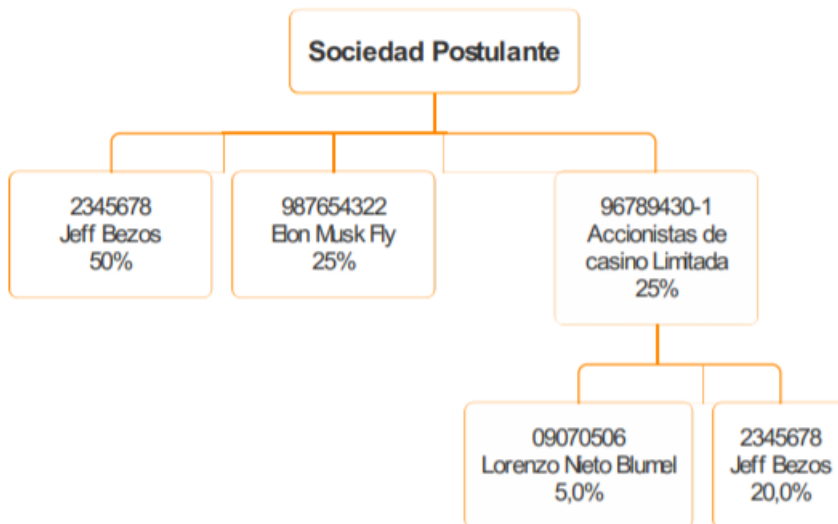 Sociedad Postulante
2345678
Jeff Bezos
50%
987654322
Elon Musk Fly
25%
96789430-1
Accionistas de
casino Limitada
25%
09070506
Lorenzo Nieto Blumel
5,0%
2345678
Jeff Bezos
20,0%